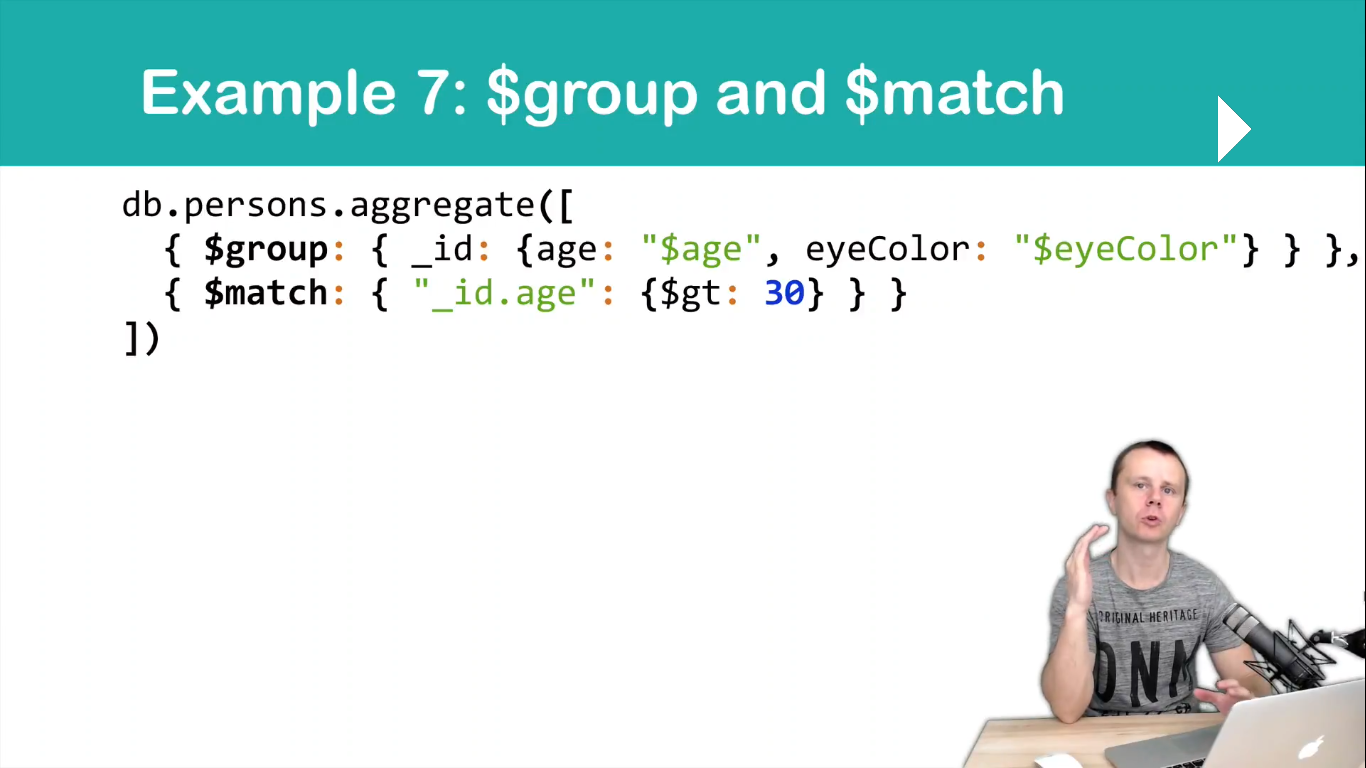 Example 7: $group and $match
db.persons.aggregate([
{ $group: { _id: {age: "$age", eyeColor: "$eyeColor"} } },
{ $match: { "_id.age": {$gt: 30} } }
])
ORIGINAL HERITAGE